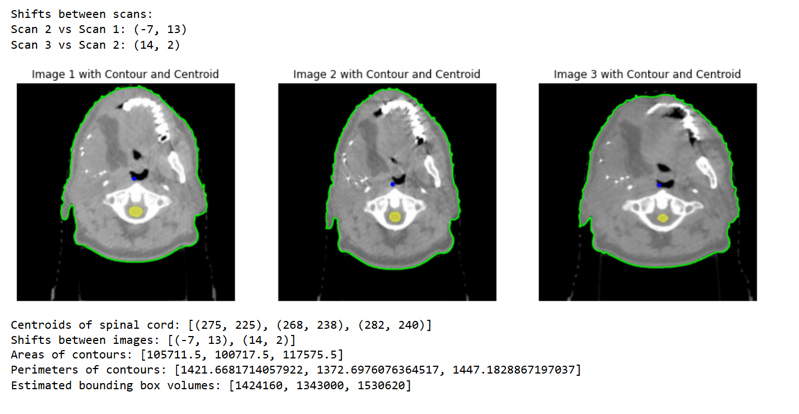 Shifts between scans:
Scan 2 vs Scan 1: (-7, 13)
Scan 3 vs Scan 2: (14, 2)
Image 1 with Contour and Centroid
Image 2 with Contour and Centroid
Image 3 with Contour and Centroid
Centroids of spinal cord: [(275, 225), (268, 238), (282, 240)]
Shifts between images: [(-7, 13), (14, 2)]
Areas of contours: [105711.5, 100717.5, 117575.5]
Perimeters of contours: [1421.6681714057922, 1372.6976076364517, 1447.1828867197037]
Estimated bounding box volumes: [1424160, 1343000, 1530620]